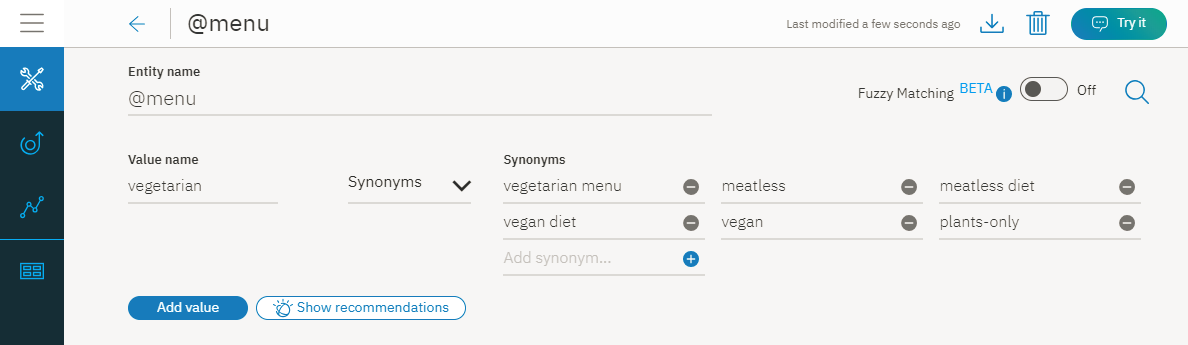 @menu
Last modified a few seconds ago
Try it
Entity name
@menu
Fuzzy Matching BETA i Off
Value name
Synonyms
vegetarian
Synonyms
vegetarian menu
meatless
meatless diet
vegan diet
vegan
plants-only
Add synonym...
Add value
Show recommendations